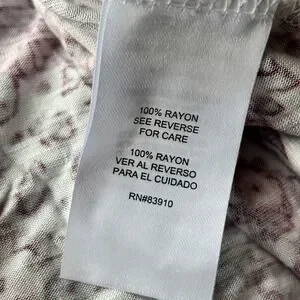 100% RAYON
SEE REVERSE
FOR CARE
100% RAYON
VER AL REVERSO
PARA EL CUIDADO
RN#83910